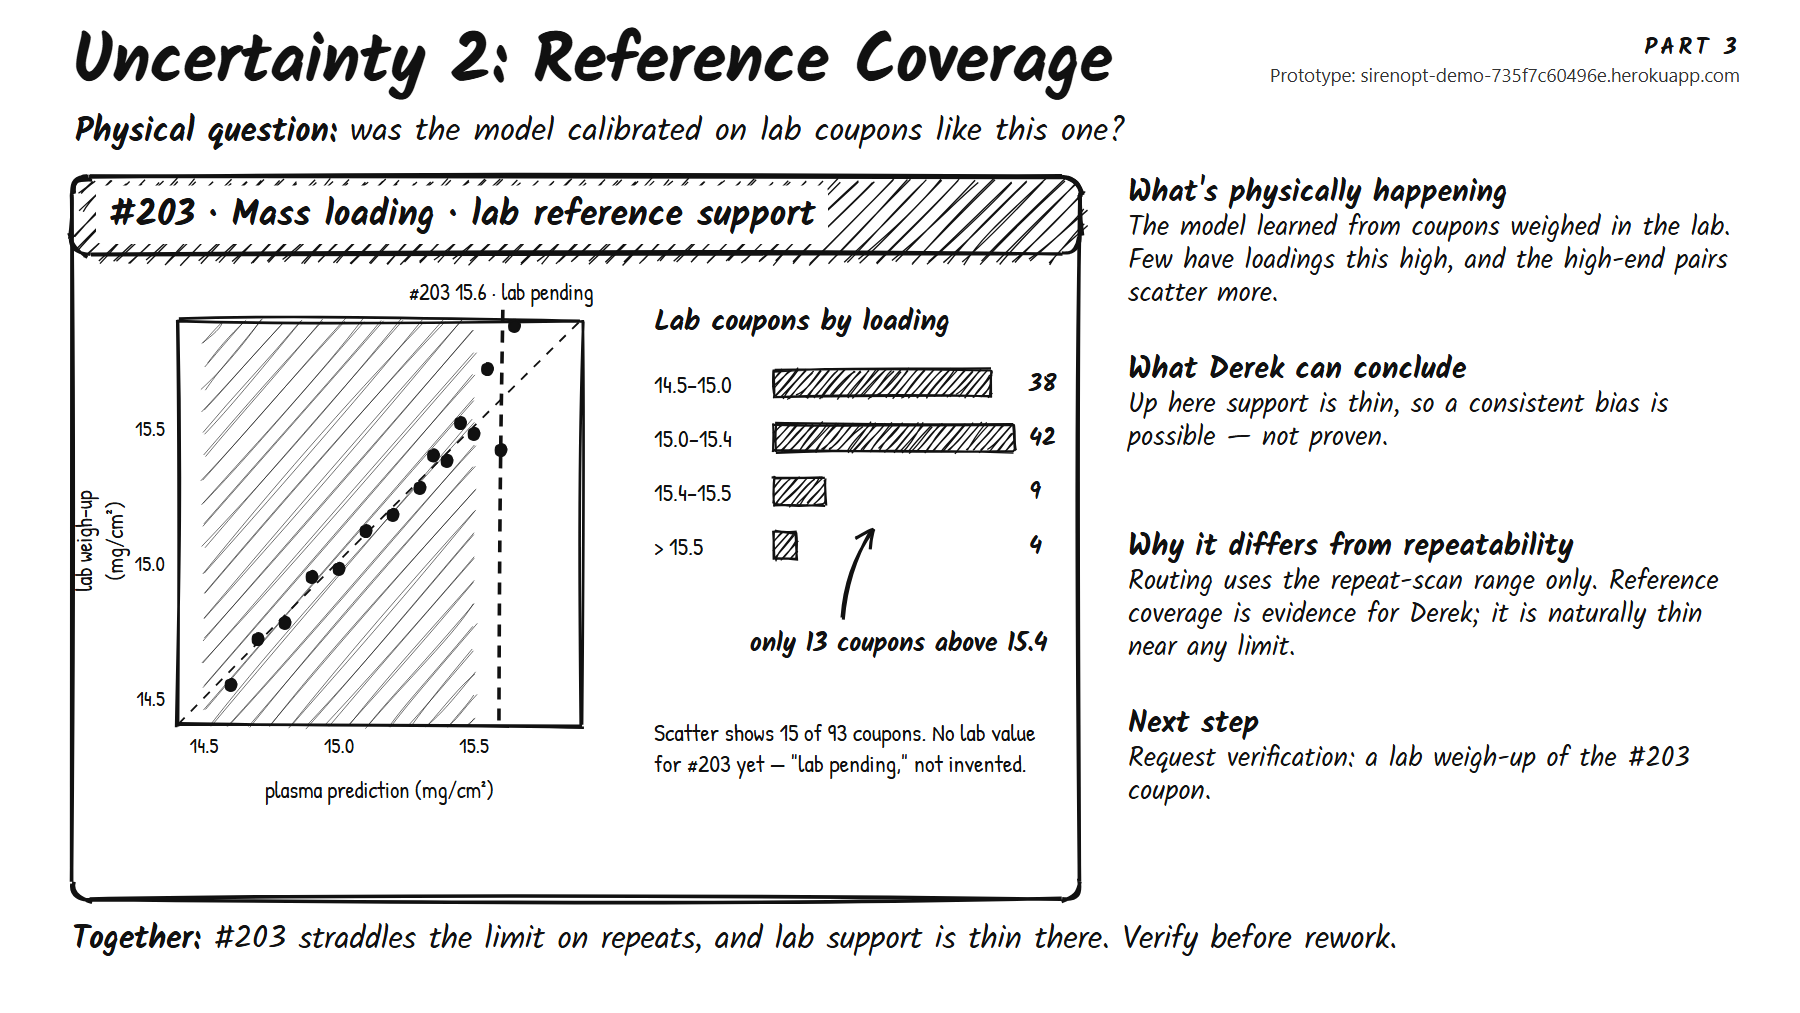 Uncertainty 2: Reference Coverage
PART 3
Prototype: sirenopt-demo-735f7c60496e.herokuapp.com
Physical question: was the model calibrated on lab coupons like this one?
#203 · Mass loading · lab reference support
#203 15.6 · lab pending
15.5
15.0
14.5
lab weigh-up
(mg/cm²)
14.5 15.0 15.5
plasma prediction (mg/cm²)
Lab coupons by loading
14.5–15.0 38
15.0–15.4 42
15.4–15.5 9
> 15.5 4
only 13 coupons above 15.4
Scatter shows 15 of 93 coupons. No lab value
for #203 yet — "lab pending," not invented.
What's physically happening
The model learned from coupons weighed in the lab.
Few have loadings this high, and the high-end pairs
scatter more.
What Derek can conclude
Up here support is thin, so a consistent bias is
possible — not proven.
Why it differs from repeatability
Routing uses the repeat-scan range only. Reference
coverage is evidence for Derek; it is naturally thin
near any limit.
Next step
Request verification: a lab weigh-up of the #203
coupon.
Together: #203 straddles the limit on repeats, and lab support is thin there. Verify before rework.